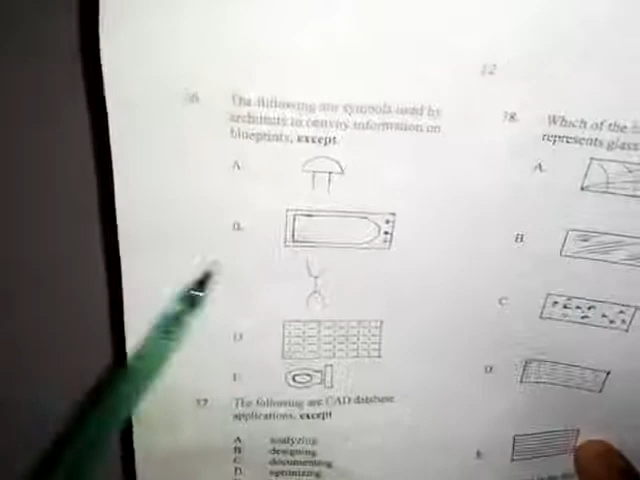 12
36 The following are symbols used by
architects to convey information on
blueprints, except
A.
B.
D.
E.
37 The following are CAD database
applications, except
A analyzing
B designing
C documenting
D optimizing
38. Which of the
represents glass
A.
B.
C.
D.
E.